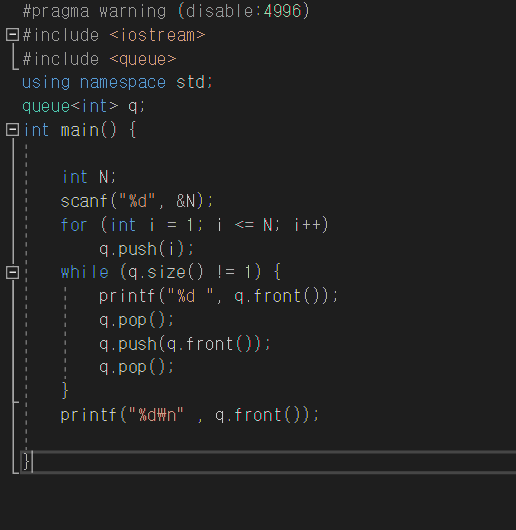 #pragma warning (disable:4996)
#include <iostream>
#include <queue>
using namespace std;
queue<int> q;
int main() {
int N;
scanf("%d", &N);
for (int i = 1; i <= N; i++)
q.push(i);
while (q.size() != 1) {
printf("%d ", q.front());
q.pop();
q.push(q.front());
q.pop();
}
printf("%d₩n" , q.front());
}